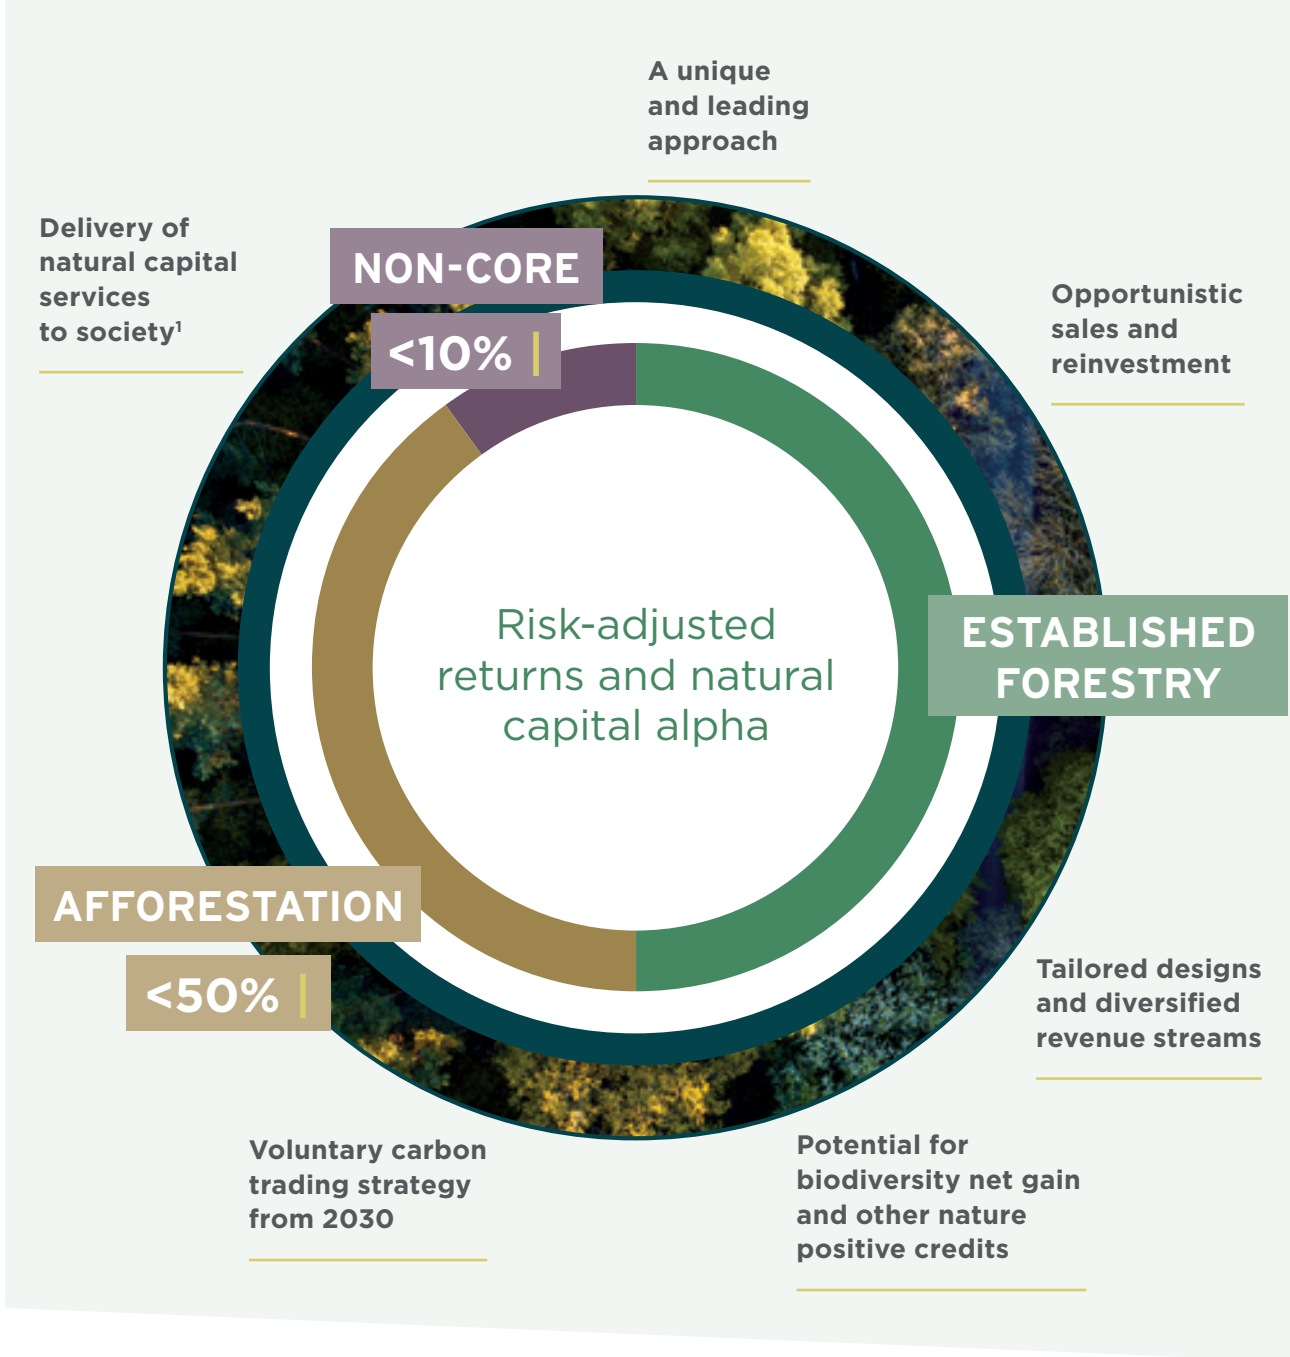 A unique
and leading
approach
Delivery of
natural capital
services
to society¹
NON-CORE
<10%
Opportunistic
sales and
reinvestment
Risk-adjusted
returns and natural
capital alpha
ESTABLISHED
FORESTRY
AFFORESTATION
<50%
Tailored designs
and diversified
revenue streams
Voluntary carbon
trading strategy
from 2030
Potential for
biodiversity net gain
and other nature
positive credits